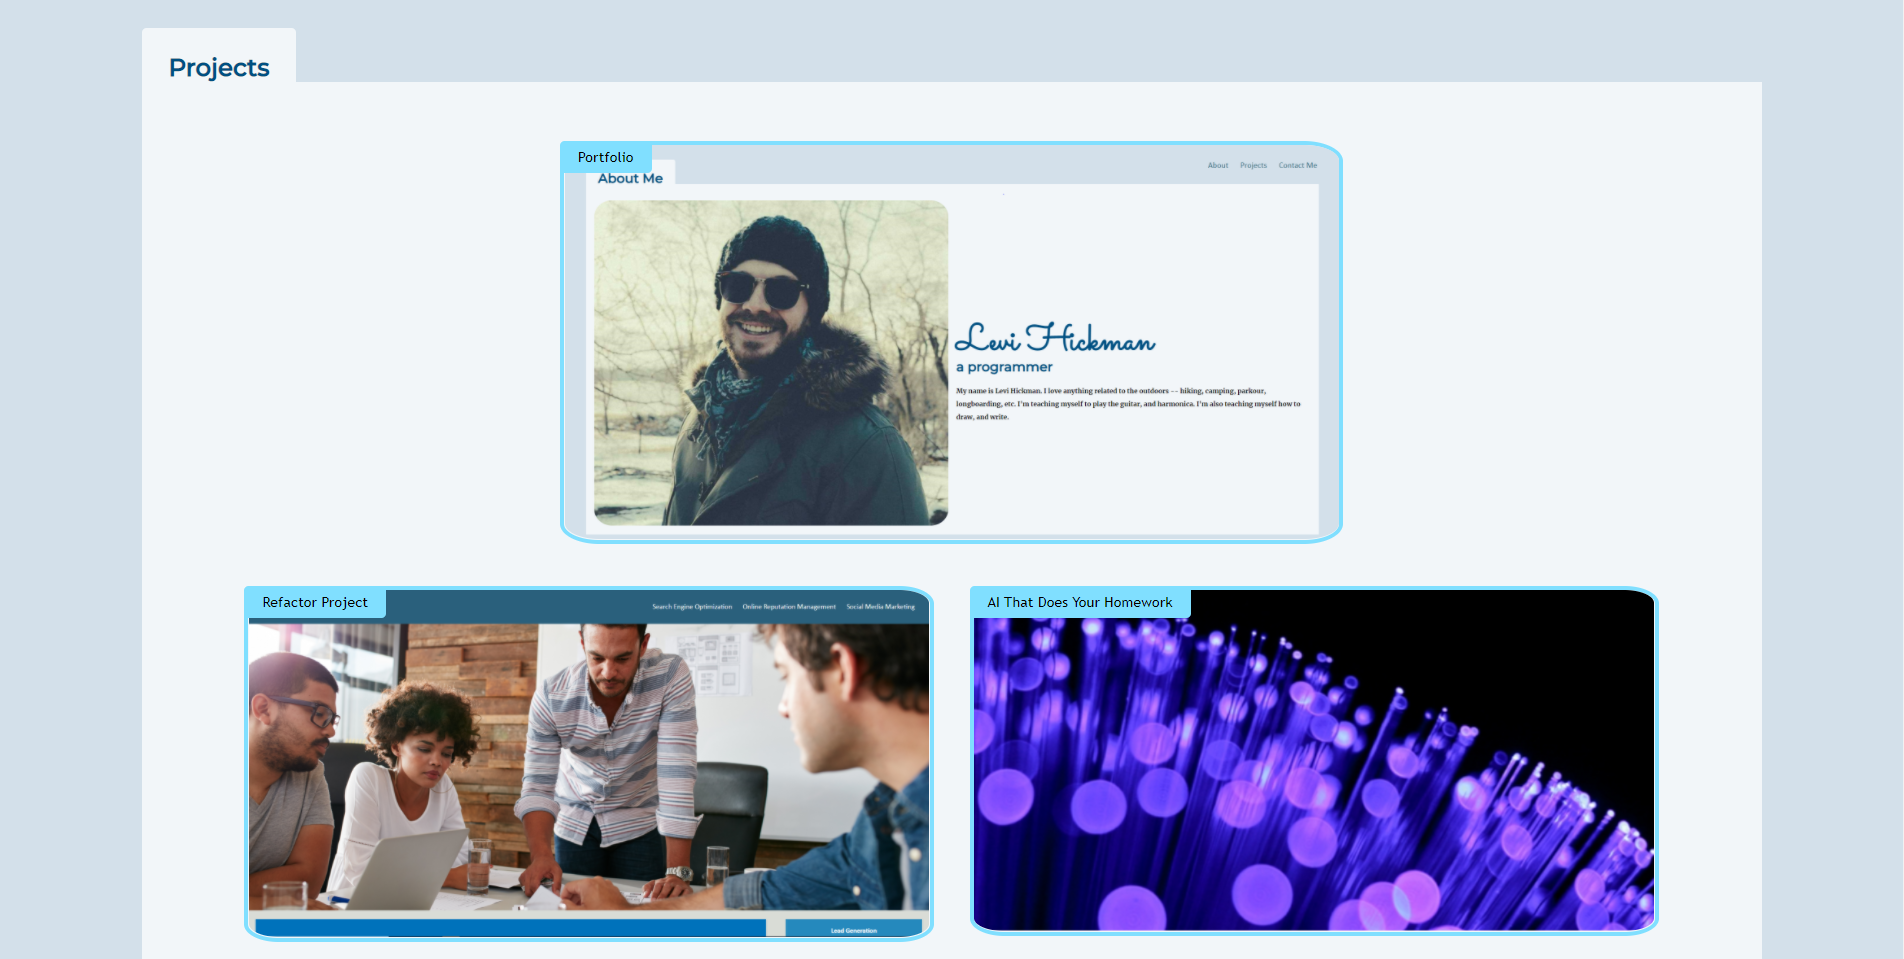 Projects
Portfolio
About Projects Contact Me
About Me
Levi Hickman
a programmer
My name is Levi Hickman. I love anything related to the outdoors -- hiking, camping, parkour,
longboarding, etc. I'm teaching myself to play the guitar, and harmonica. I'm also teaching myself how to
draw, and write.
Refactor Project
Search Engine Optimization Online Reputation Management Social Media Marketing
Lead Generation
AI That Does Your Homework